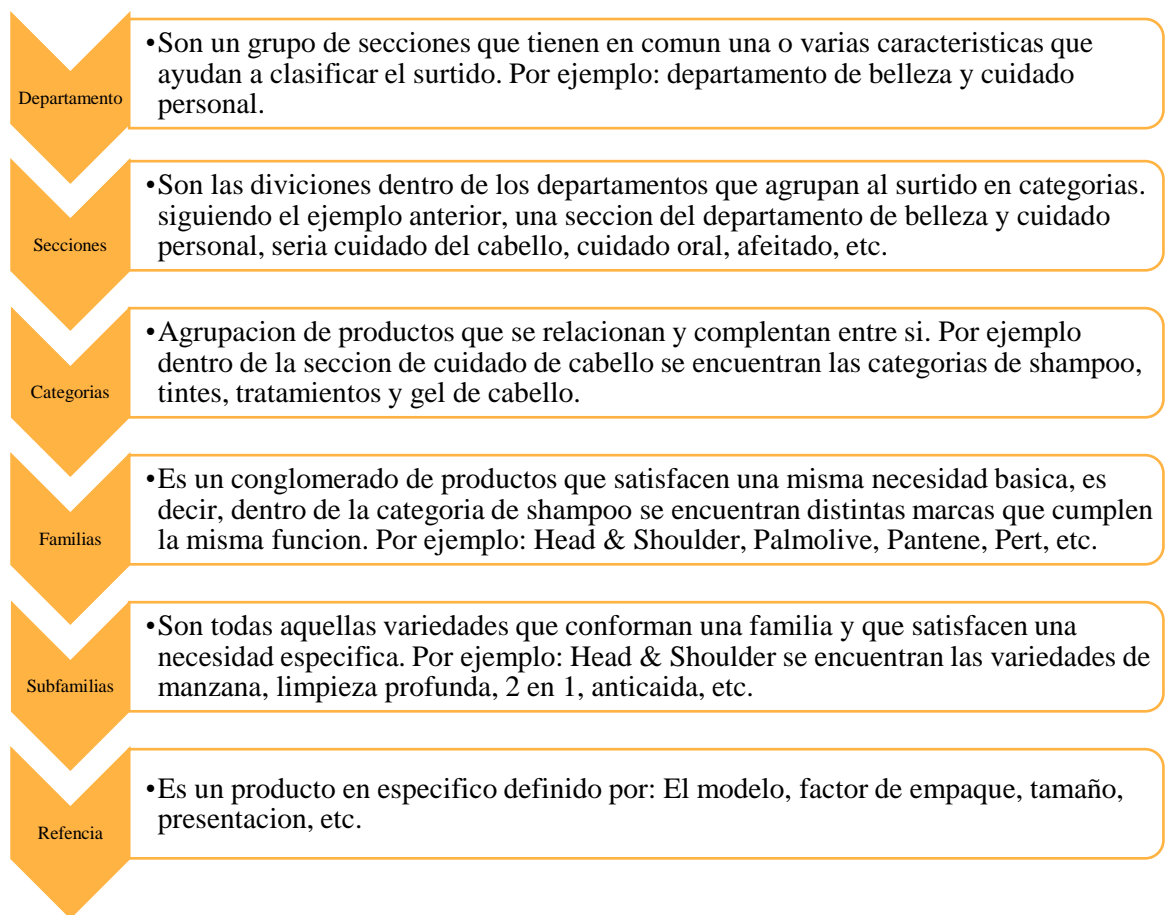 Departamento
•Son un grupo de secciones que tienen en comun una o varias caracteristicas que
ayudan a clasificar el surtido. Por ejemplo: departamento de belleza y cuidado
personal.
Secciones
•Son las diviciones dentro de los departamentos que agrupan al surtido en categorias.
siguiendo el ejemplo anterior, una seccion del departamento de belleza y cuidado
personal, seria cuidado del cabello, cuidado oral, afeitado, etc.
Categorias
•Agrupacion de productos que se relacionan y complentan entre si. Por ejemplo
dentro de la seccion de cuidado de cabello se encuentran las categorias de shampoo,
tintes, tratamientos y gel de cabello.
Familias
•Es un conglomerado de productos que satisfacen una misma necesidad basica, es
decir, dentro de la categoria de shampoo se encuentran distintas marcas que cumplen
la misma funcion. Por ejemplo: Head & Shoulder, Palmolive, Pantene, Pert, etc.
Subfamilias
•Son todas aquellas variedades que conforman una familia y que satisfacen una
necesidad especifica. Por ejemplo: Head & Shoulder se encuentran las variedades de
manzana, limpieza profunda, 2 en 1, anticaida, etc.
Refencia
•Es un producto en especifico definido por: El modelo, factor de empaque, tamaño,
presentacion, etc.